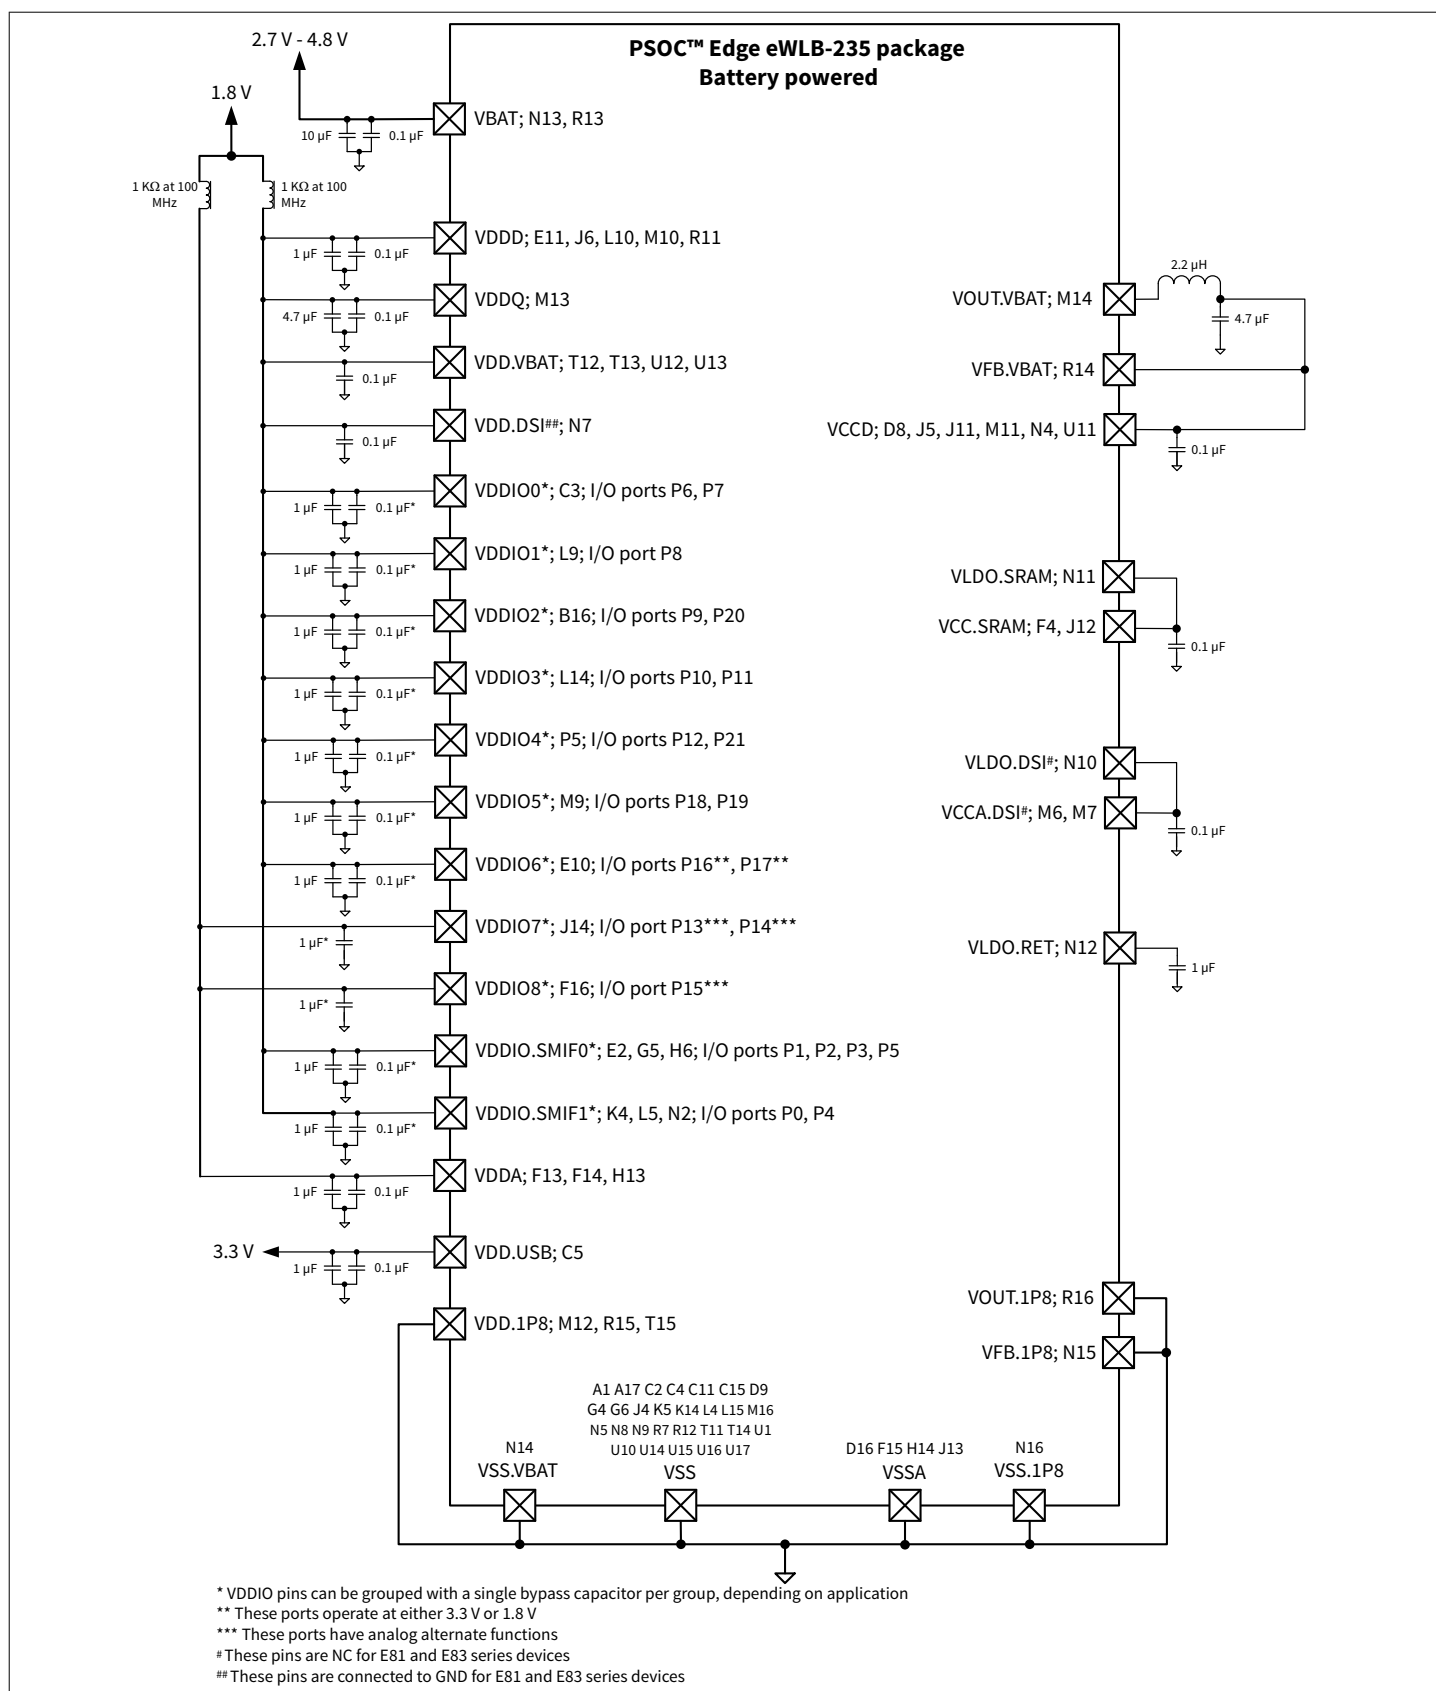 PSOC™ Edge eWLB-235 package
Battery powered
2.7 V - 4.8 V
1.8 V
10 µF
0.1 µF
VBAT; N13, R13
1 KΩ at 100
MHz
1 KΩ at 100
MHz
VDDD; E11, J6, L10, M10, R11
1 µF
0.1 µF
VDDQ; M13
4.7 µF
0.1 µF
VDD.VBAT; T12, T13, U12, U13
0.1 µF
VDD.DSI##; N7
0.1 µF
VDDIO0*; C3; I/O ports P6, P7
1 µF
0.1 µF*
VDDIO1*; L9; I/O port P8
1 µF
0.1 µF*
VDDIO2*; B16; I/O ports P9, P20
1 µF
0.1 µF*
VDDIO3*; L14; I/O ports P10, P11
1 µF
0.1 µF*
VDDIO4*; P5; I/O ports P12, P21
1 µF
0.1 µF*
VDDIO5*; M9; I/O ports P18, P19
1 µF
0.1 µF*
VDDIO6*; E10; I/O ports P16**, P17**
1 µF
0.1 µF*
VDDIO7*; J14; I/O port P13***, P14***
1 µF*
VDDIO8*; F16; I/O port P15***
1 µF*
VDDIO.SMIF0*; E2, G5, H6; I/O ports P1, P2, P3, P5
1 µF
0.1 µF*
VDDIO.SMIF1*; K4, L5, N2; I/O ports P0, P4
1 µF
0.1 µF*
VDDA; F13, F14, H13
1 µF
0.1 µF
3.3 V
VDD.USB; C5
1 µF
0.1 µF
VDD.1P8; M12, R15, T15
2.2 µH
VOUT.VBAT; M14
4.7 µF
VFB.VBAT; R14
VCCD; D8, J5, J11, M11, N4, U11
0.1 µF
VLDO.SRAM; N11
VCC.SRAM; F4, J12
0.1 µF
VLDO.DSI#; N10
VCCA.DSI#; M6, M7
0.1 µF
VLDO.RET; N12
1 µF
VOUT.1P8; R16
VFB.1P8; N15
N14
VSS.VBAT
A1 A17 C2 C4 C11 C15 D9
G4 G6 J4 K5 K14 L4 L15 M16
N5 N8 N9 R7 R12 T11 T14 U1
U10 U14 U15 U16 U17
VSS
D16 F15 H14 J13
VSSA
N16
VSS.1P8
* VDDIO pins can be grouped with a single bypass capacitor per group, depending on application
** These ports operate at either 3.3 V or 1.8 V
*** These ports have analog alternate functions
# These pins are NC for E81 and E83 series devices
## These pins are connected to GND for E81 and E83 series devices